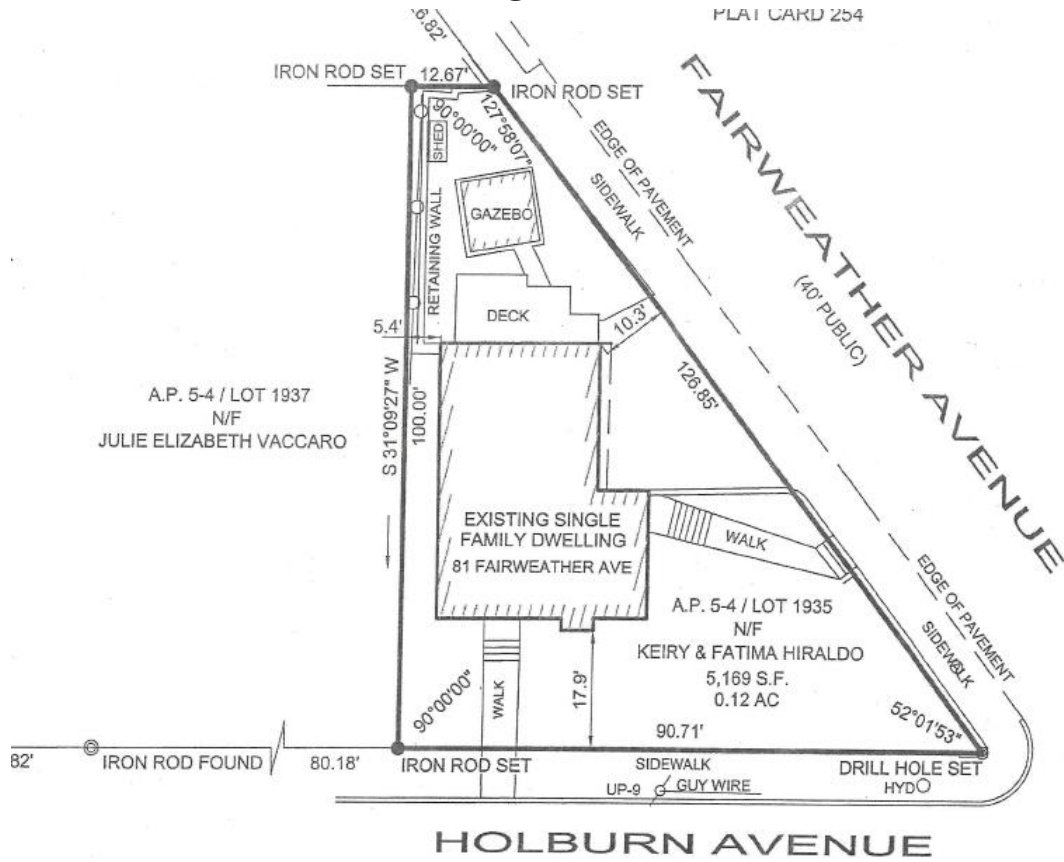 PLAT CARD 254
26.82'
IRON ROD SET
12.67'
IRON ROD SET
90°00'00"
127°58'07"
SHED
RETAINING WALL
GAZEBO
DECK
5.4'
10.3'
SIDEWALK
EDGE OF PAVEMENT
FAIRWEATHER AVENUE
(40' PUBLIC)
126.85'
A.P. 5-4 / LOT 1937
N/F
JULIE ELIZABETH VACCARO
S 31°09'27" W
100.00'
EXISTING SINGLE
FAMILY DWELLING
81 FAIRWEATHER AVE
WALK
A.P. 5-4 / LOT 1935
N/F
KEIRY & FATIMA HIRALDO
5,169 S.F.
0.12 AC
EDGE OF PAVEMENT
SIDEWALK
52°01'53"
90°00'00"
WALK
17.9'
90.71'
82'
IRON ROD FOUND
80.18'
IRON ROD SET
SIDEWALK
DRILL HOLE SET
UP-9
GUY WIRE
HYD
HOLBURN AVENUE